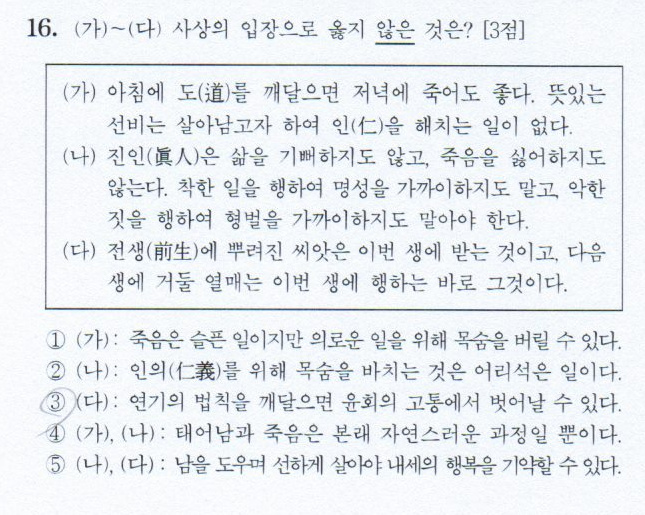 16. (가)~(다) 사상의 입장으로 옳지 않은 것은? [3점]
(가) 아침에 도(道)를 깨달으면 저녁에 죽어도 좋다. 뜻있는
선비는 살아남고자 하여 인(仁)을 해치는 일이 없다.
(나) 진인(眞人)은 삶을 기뻐하지도 않고, 죽음을 싫어하지도
않는다. 착한 일을 행하여 명성을 가까이하지도 말고, 악한
짓을 행하여 형벌을 가까이하지도 말아야 한다.
(다) 전생(前生)에 뿌려진 씨앗은 이번 생에 받는 것이고, 다음
생에 거둘 열매는 이번 생에 행하는 바로 그것이다.
① (가): 죽음은 슬픈 일이지만 의로운 일을 위해 목숨을 버릴 수 있다.
② (나): 인의(仁義)를 위해 목숨을 바치는 것은 어리석은 일이다.
③ (다): 연기의 법칙을 깨달으면 윤회의 고통에서 벗어날 수 있다.
④ (가), (나): 태어남과 죽음은 본래 자연스러운 과정일 뿐이다.
⑤ (나), (다): 남을 도우며 선하게 살아야 내세의 행복을 기약할 수 있다.